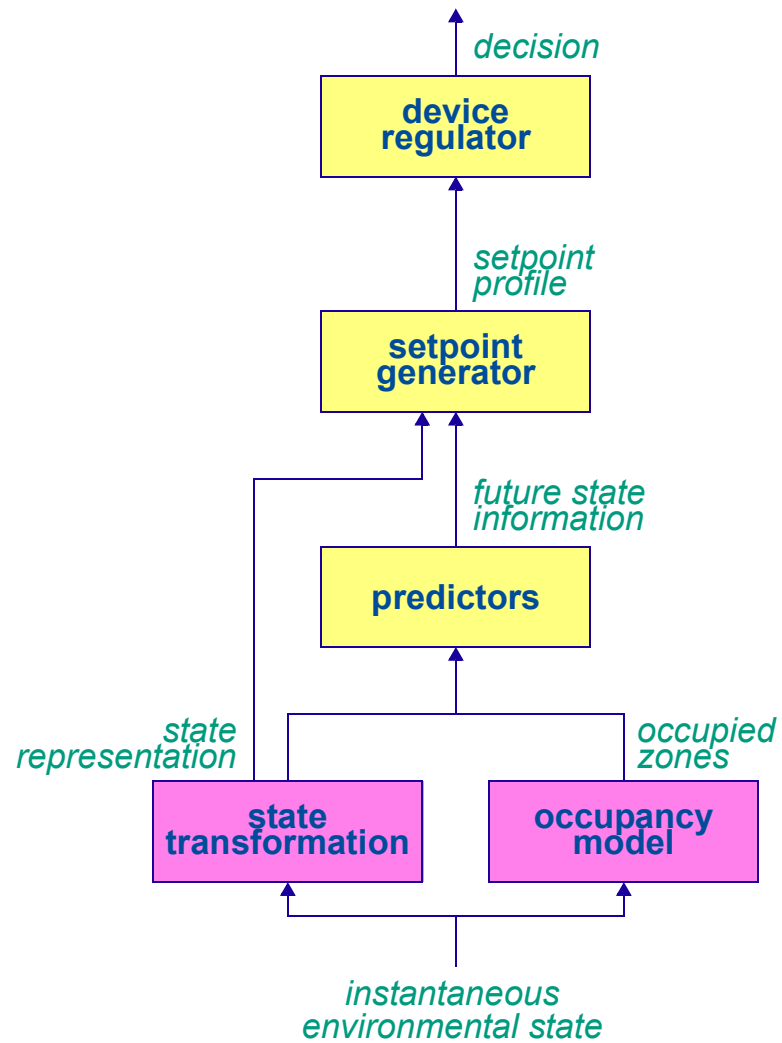 decision
device
regulator
setpoint
profile
setpoint
generator
future state
information
predictors
state
representation
occupied
zones
state
transformation
occupancy
model
instantaneous
environmental state